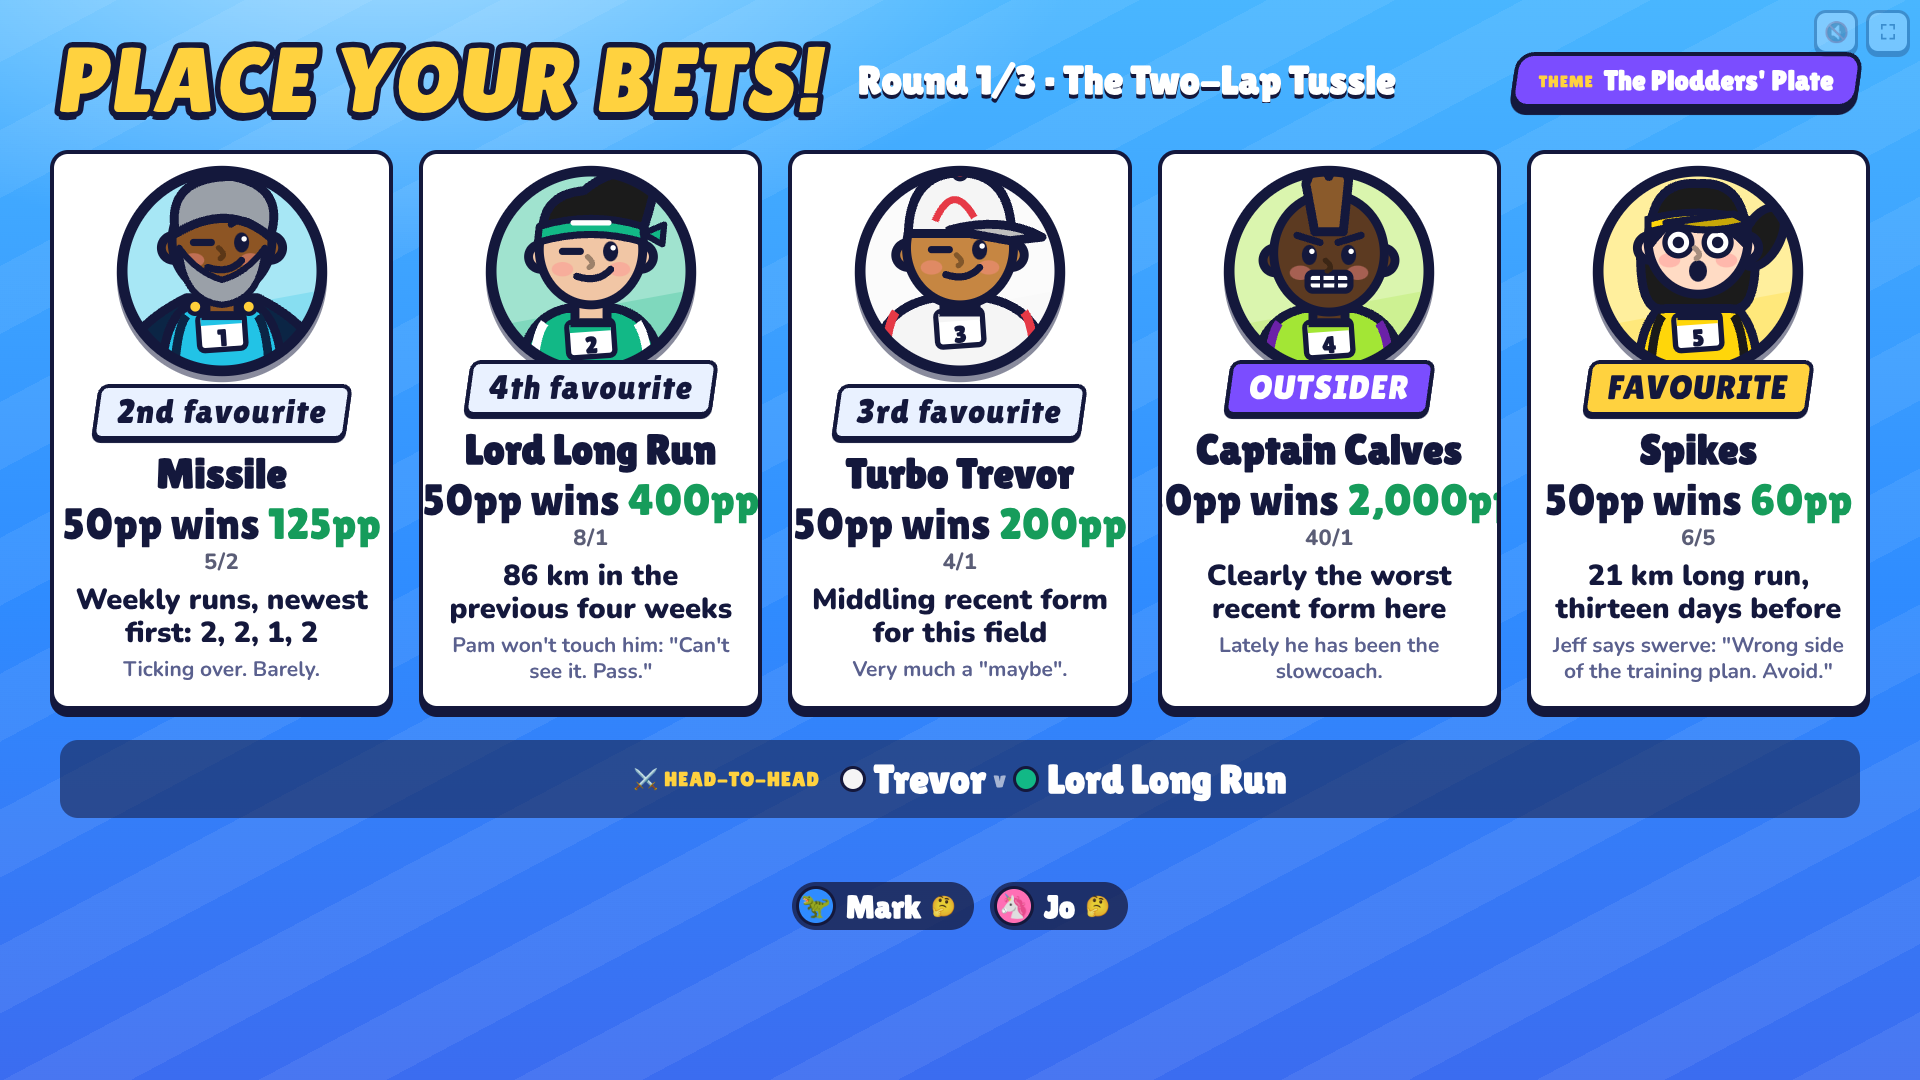 PLACE YOUR BETS!
Round 1/3 · The Two-Lap Tussle
THEME The Plodders' Plate
1
2nd favourite
Missile
50pp wins 125pp
5/2
Weekly runs, newest
first: 2, 2, 1, 2
Ticking over. Barely.
2
4th favourite
Lord Long Run
50pp wins 400pp
8/1
86 km in the
previous four weeks
Pam won't touch him: "Can't
see it. Pass."
3
3rd favourite
Turbo Trevor
50pp wins 200pp
4/1
Middling recent form
for this field
Very much a "maybe".
4
OUTSIDER
Captain Calves
0pp wins 2,000p
40/1
Clearly the worst
recent form here
Lately he has been the
slowcoach.
5
FAVOURITE
Spikes
50pp wins 60pp
6/5
21 km long run,
thirteen days before
Jeff says swerve: "Wrong side
of the training plan. Avoid."
HEAD-TO-HEAD Trevor v Lord Long Run
Mark
Jo